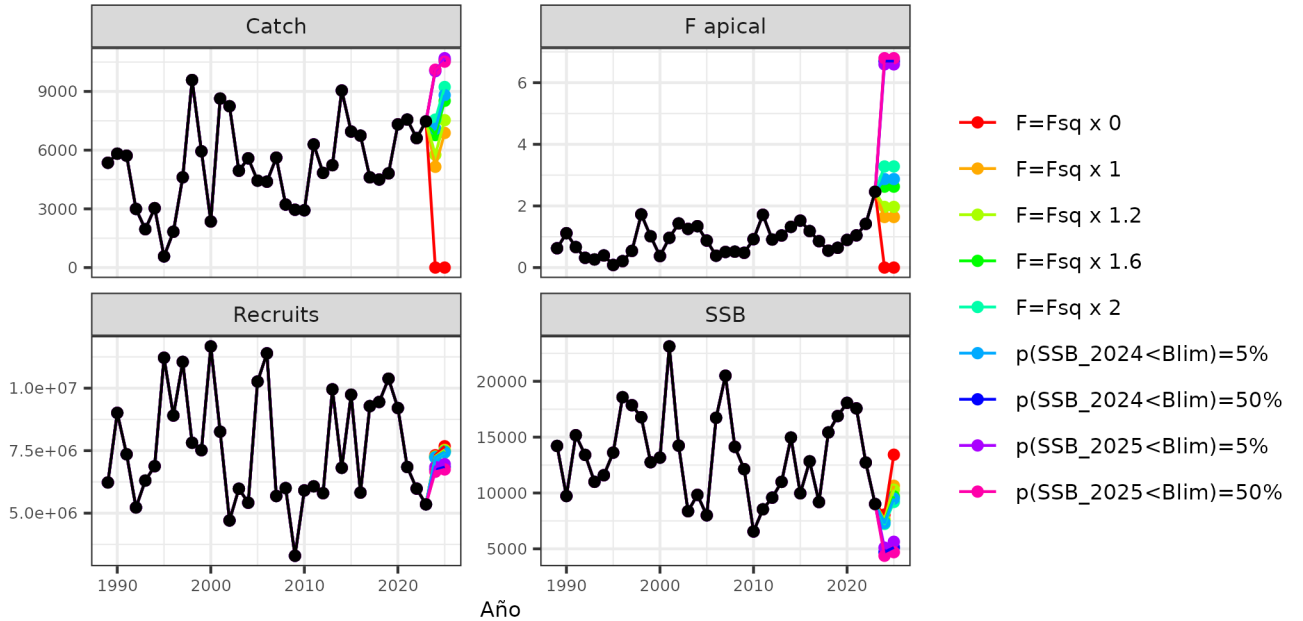 Catch
F apical
9000
6000
3000
0
6
4
2
0
Recruits
SSB
1.0e+07
7.5e+06
5.0e+06
20000
15000
10000
5000
1990 2000 2010 2020
1990 2000 2010 2020
Año
F=Fsq x 0
F=Fsq x 1
F=Fsq x 1.2
F=Fsq x 1.6
F=Fsq x 2
p(SSB_2024<Blim)=5%
p(SSB_2024<Blim)=50%
p(SSB_2025<Blim)=5%
p(SSB_2025<Blim)=50%